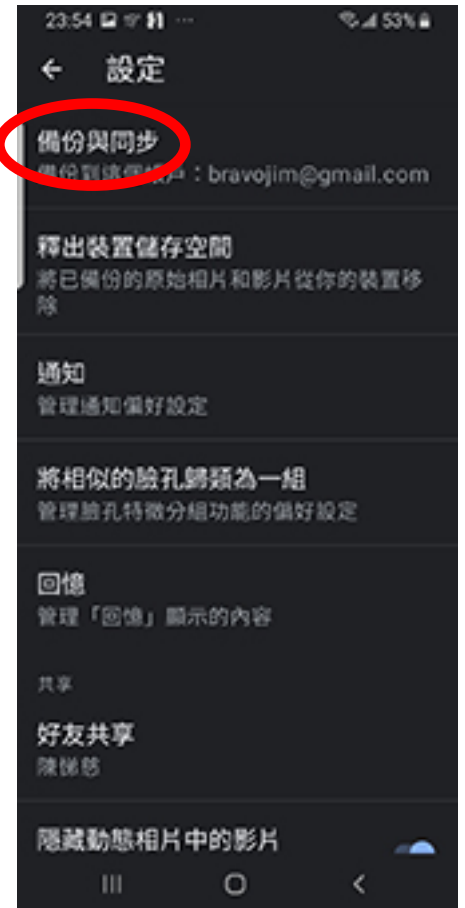 23:54
53%
設定
備份與同步
備份到這個帳戶：bravojim@gmail.com
釋出裝置儲存空間
將已備份的原始相片和影片從你的裝置移
除
通知
管理通知偏好設定
將相似的臉孔歸類為一組
管理臉孔特徵分組功能的偏好設定
回憶
管理「回憶」顯示的內容
共享
好友共享
隱藏動態相片中的影片